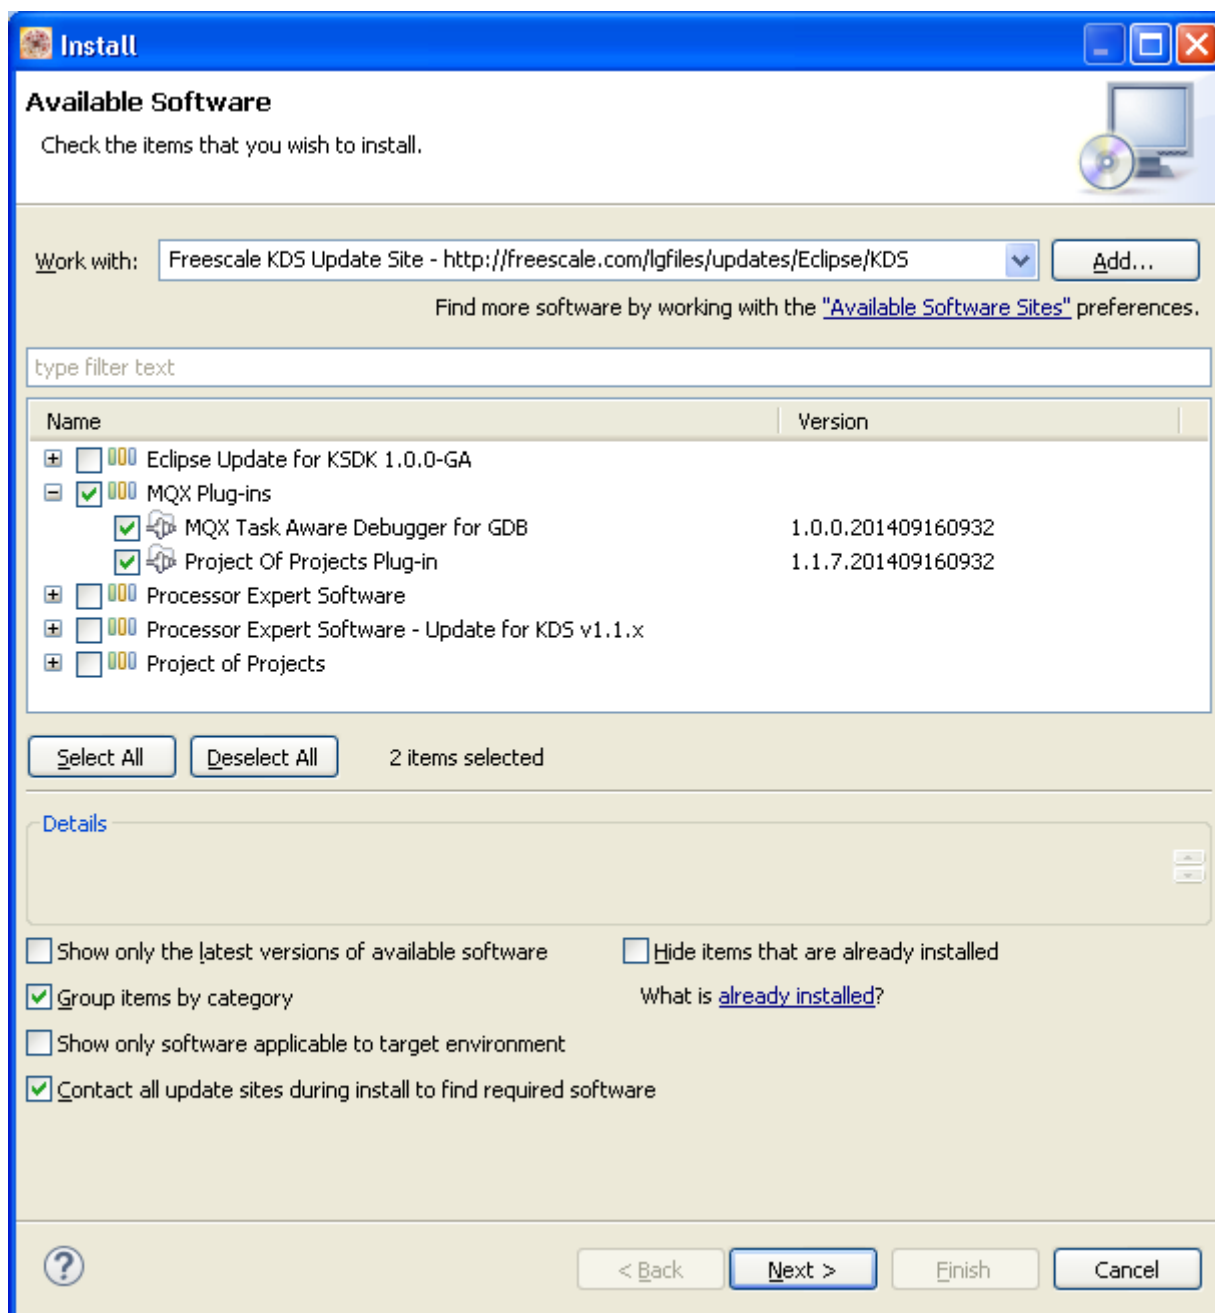 Install
Available Software
Check the items that you wish to install.
Work with: Freescale KDS Update Site - http://freescale.com/lgfiles/updates/Eclipse/KDS Add...
Find more software by working with the "Available Software Sites" preferences.
type filter text
Name Version
Eclipse Update for KSDK 1.0.0-GA
MQX Plug-ins
MQX Task Aware Debugger for GDB 1.0.0.201409160932
Project Of Projects Plug-in 1.1.7.201409160932
Processor Expert Software
Processor Expert Software - Update for KDS v1.1.x
Project of Projects
Select All Deselect All 2 items selected
Details
Show only the latest versions of available software Hide items that are already installed
Group items by category What is already installed?
Show only software applicable to target environment
Contact all update sites during install to find required software
? < Back Next > Finish Cancel